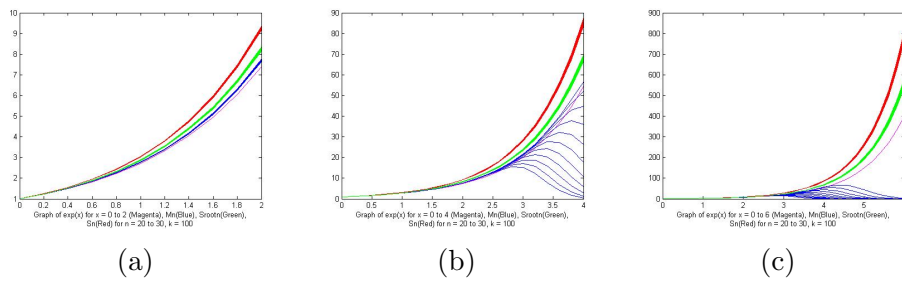 10
9
8
7
6
5
4
3
2
1
0 0.2 0.4 0.6 0.8 1 1.2 1.4 1.6 1.8 2
Graph of exp(x) for x = 0 to 2 (Magenta), Mn(Blue), Srootn(Green),
Sn(Red) for n = 20 to 30, k = 100
(a)
90
80
70
60
50
40
30
20
10
0
0 0.5 1 1.5 2 2.5 3 3.5 4
Graph of exp(x) for x = 0 to 4 (Magenta), Mn(Blue), Srootn(Green),
Sn(Red) for n = 20 to 30, k = 100
(b)
900
800
700
600
500
400
300
200
100
0
0 1 2 3 4 5
Graph of exp(x) for x = 0 to 6 (Magenta), Mn(Blue), Srootn(Green),
Sn(Red) for n = 20 to 30, k = 100
(c)